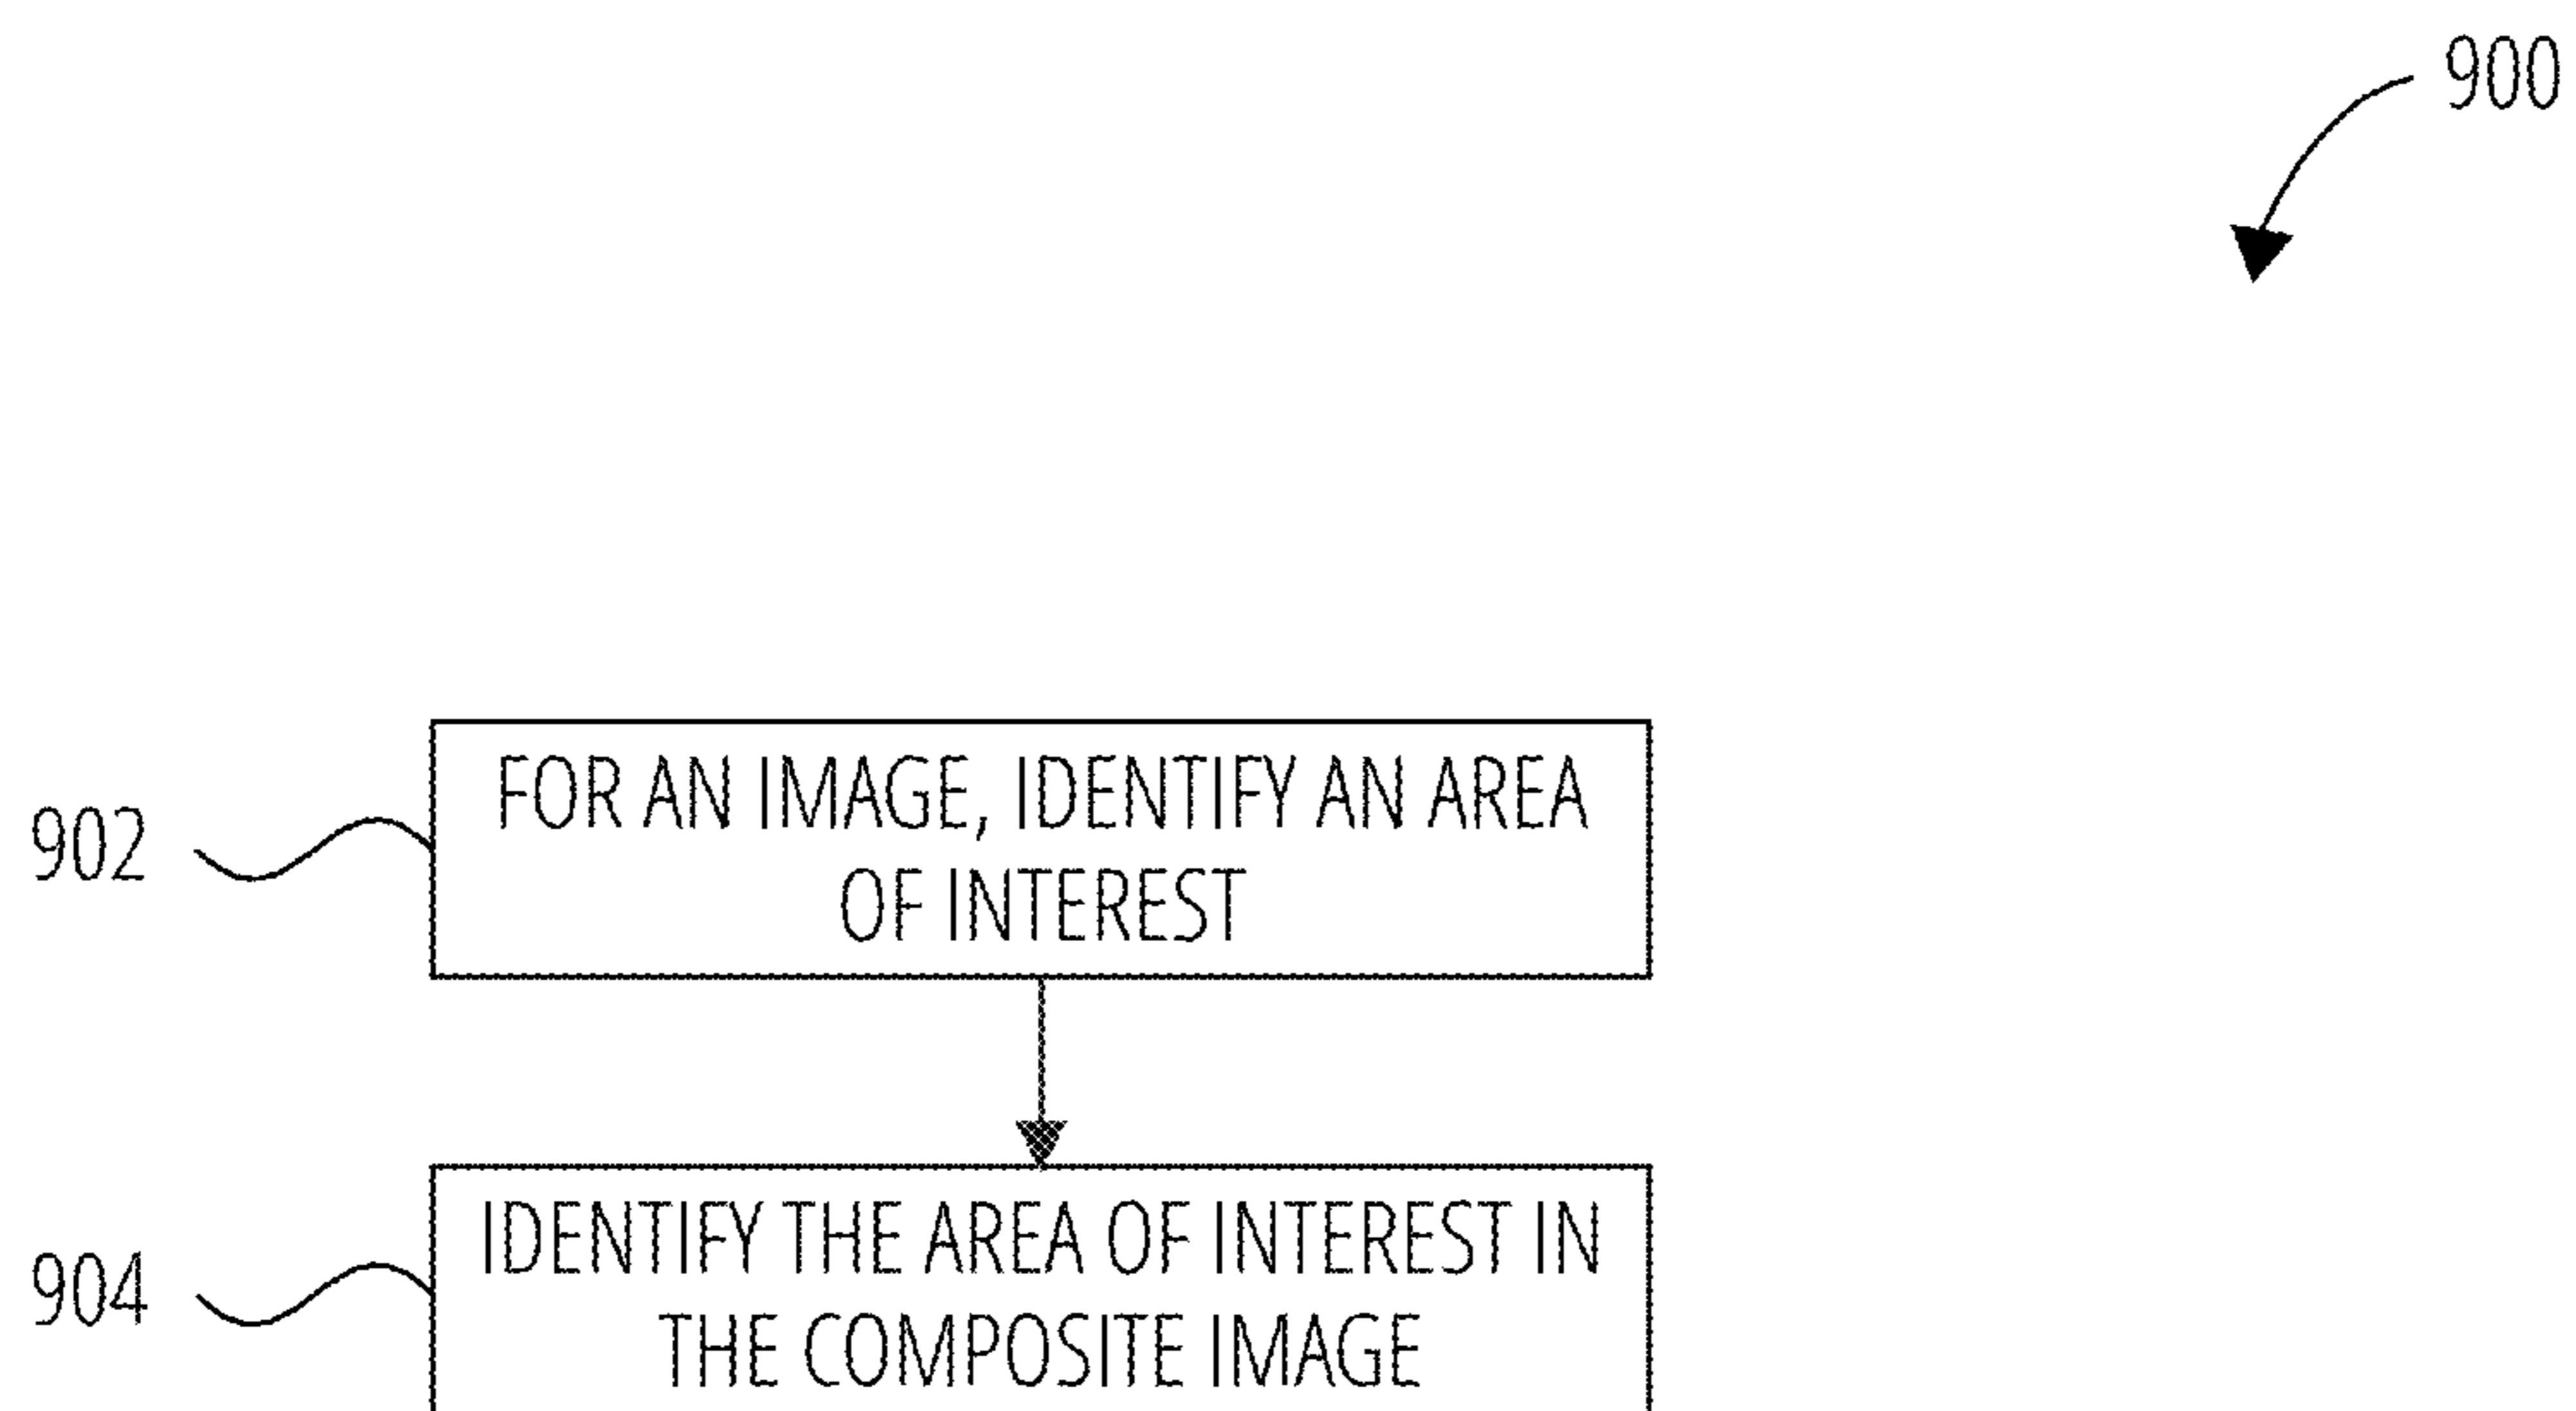 900
902
FOR AN IMAGE, IDENTIFY AN AREA
OF INTEREST
904
IDENTIFY THE AREA OF INTEREST IN
THE COMPOSITE IMAGE